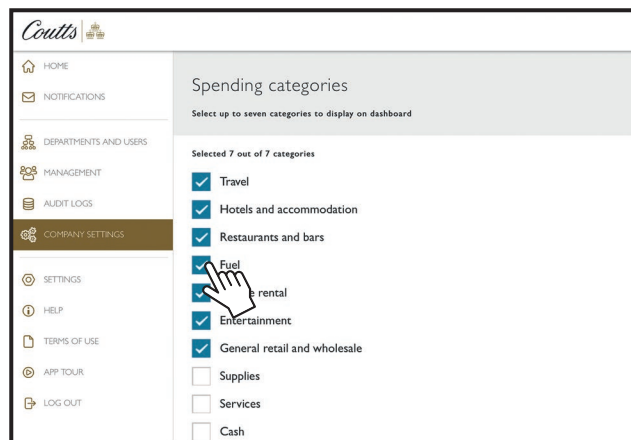 Coutts
HOME
NOTIFICATIONS
DEPARTMENTS AND USERS
MANAGEMENT
AUDIT LOGS
COMPANY SETTINGS
SETTINGS
HELP
TERMS OF USE
APP TOUR
LOG OUT
Spending categories
Select up to seven categories to display on dashboard
Selected 7 out of 7 categories
Travel
Hotels and accommodation
Restaurants and bars
Fuel
rental
Entertainment
General retail and wholesale
Supplies
Services
Cash